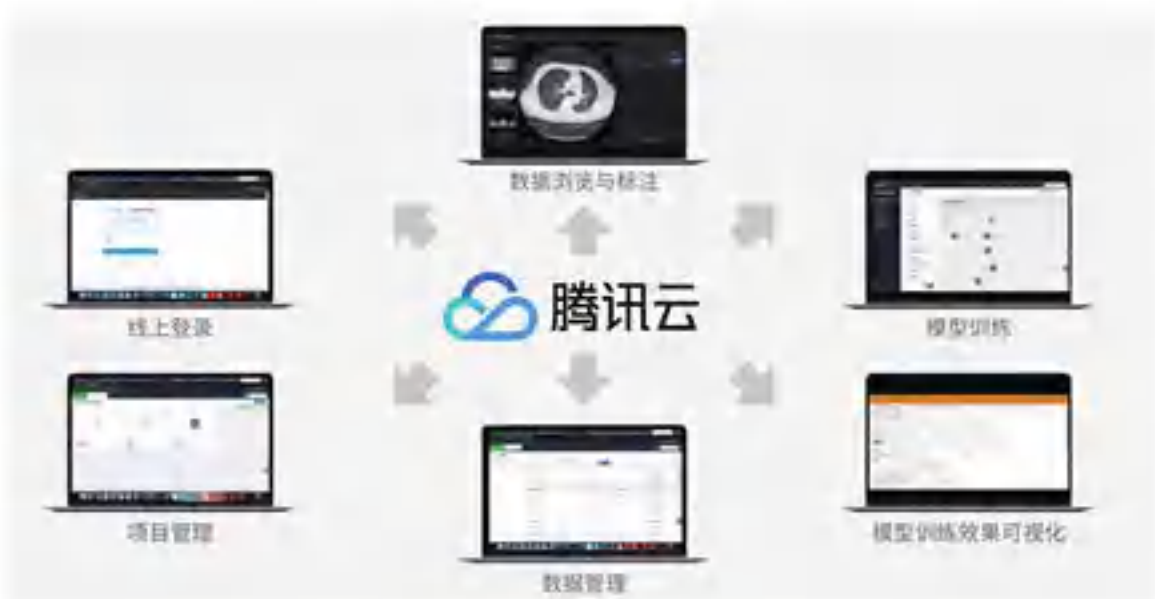 数据浏览与标注
线上登录
腾讯云
模型训练
项目管理
模型训练效果可视化
数据管理